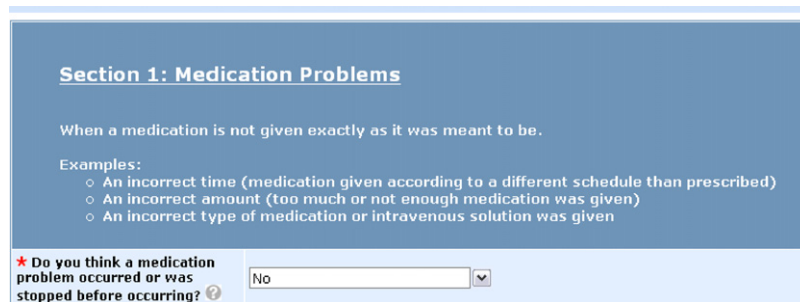 Section 1: Medication Problems
When a medication is not given exactly as it was meant to be.
Examples:
○ An incorrect time (medication given according to a different schedule than prescribed)
○ An incorrect amount (too much or not enough medication was given)
○ An incorrect type of medication or intravenous solution was given
* Do you think a medication
problem occurred or was
stopped before occurring? ?
No